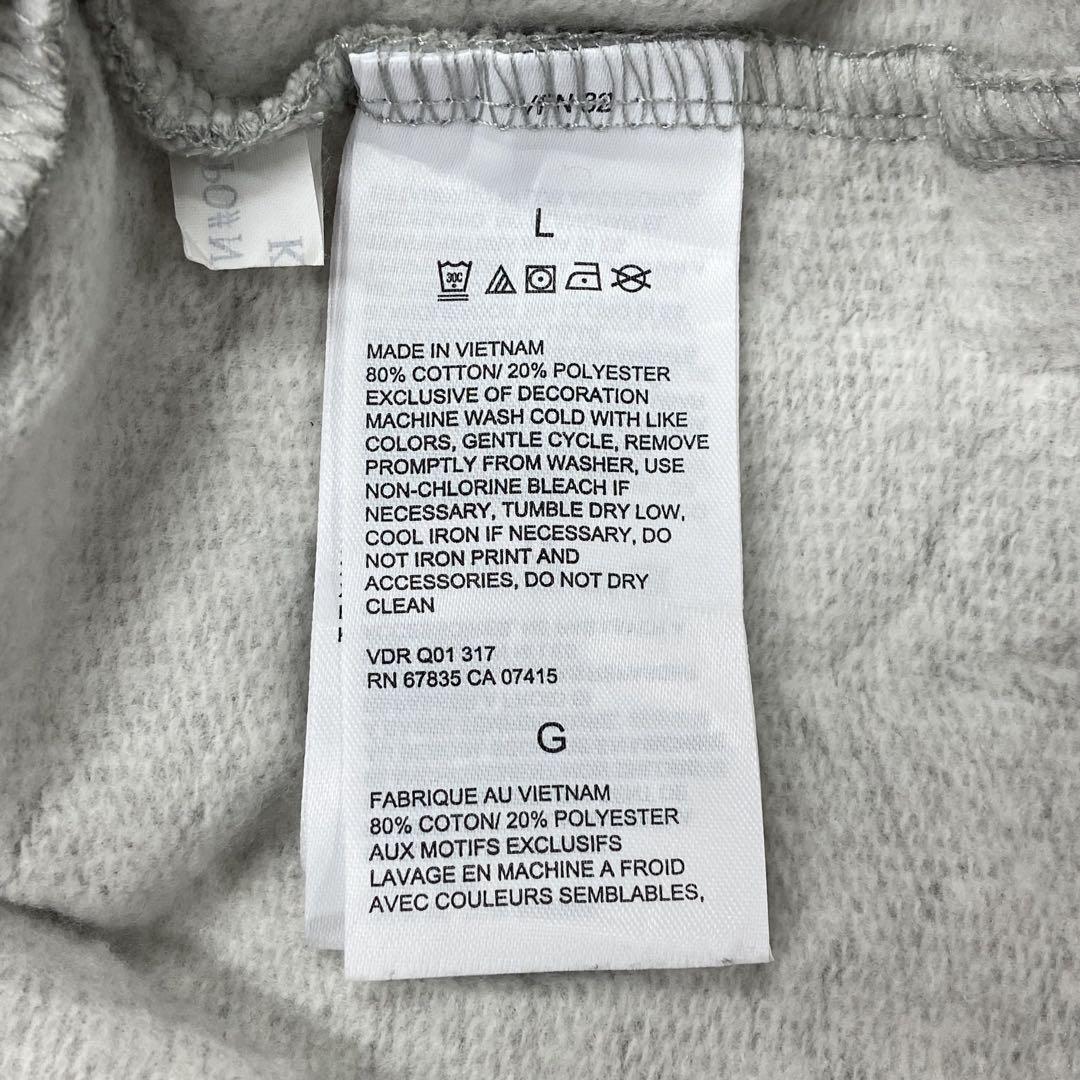 L
30C
MADE IN VIETNAM
80% COTTON/ 20% POLYESTER
EXCLUSIVE OF DECORATION
MACHINE WASH COLD WITH LIKE
COLORS, GENTLE CYCLE, REMOVE
PROMPTLY FROM WASHER, USE
NON-CHLORINE BLEACH IF
NECESSARY, TUMBLE DRY LOW,
COOL IRON IF NECESSARY, DO
NOT IRON PRINT AND
ACCESSORIES, DO NOT DRY
CLEAN
VDR Q01 317
RN 67835 CA 07415
G
FABRIQUE AU VIETNAM
80% COTON/ 20% POLYESTER
AUX MOTIFS EXCLUSIFS
LAVAGE EN MACHINE A FROID
AVEC COULEURS SEMBLABLES,